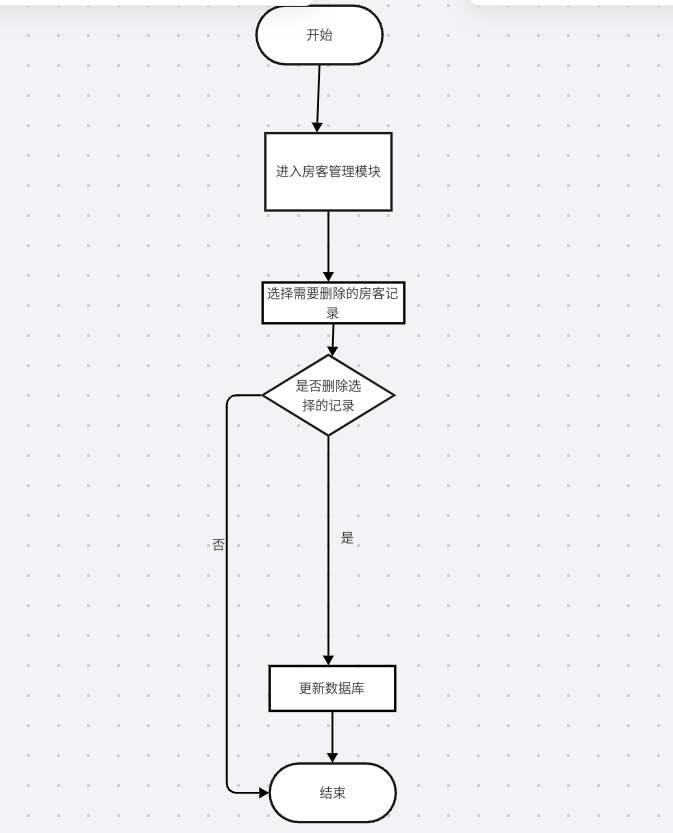 开始
进入房客管理模块
选择需要删除的房客记
录
是否删除选
择的记录
否
是
更新数据库
结束